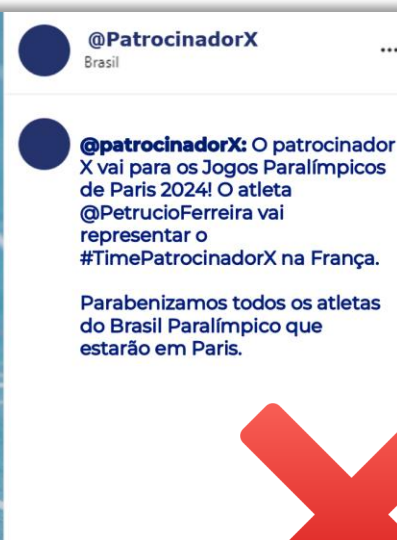 @PatrocinadorX
Brasil
...
@patrocinadorX: O patrocinador
X vai para os Jogos Paralímpicos
de Paris 2024! O atleta
@PetrucioFerreira vai
representar o
#TimePatrocinadorX na França.
Parabenizamos todos os atletas
do Brasil Paralímpico que
estarão em Paris.